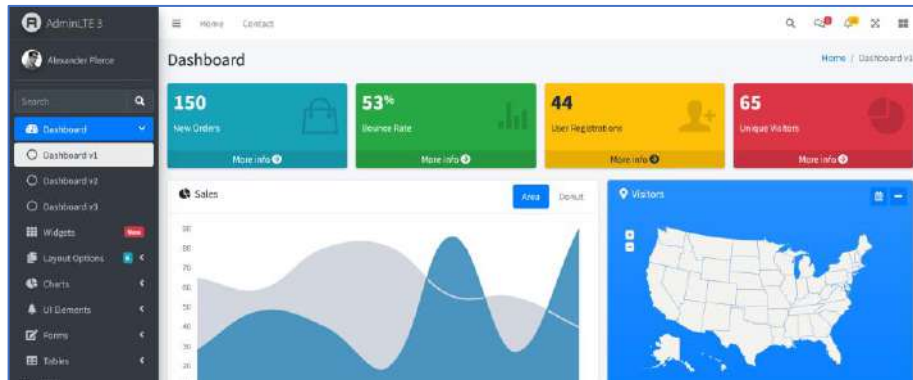 AdminLTE 3
Home Contact
Alexander Pierce
Dashboard
Home / Dashboard v1
Search
150
New Orders
More info
53%
Bounce Rate
More info
44
User Registrations
More info
65
Unique Visitors
More info
Dashboard
Dashboard v1
Dashboard v2
Dashboard v3
Widgets New
Layout Options
Charts
UI Elements
Forms
Tables
Sales
Area Donut
90
80
70
60
50
40
30
20
Visitors
+
-